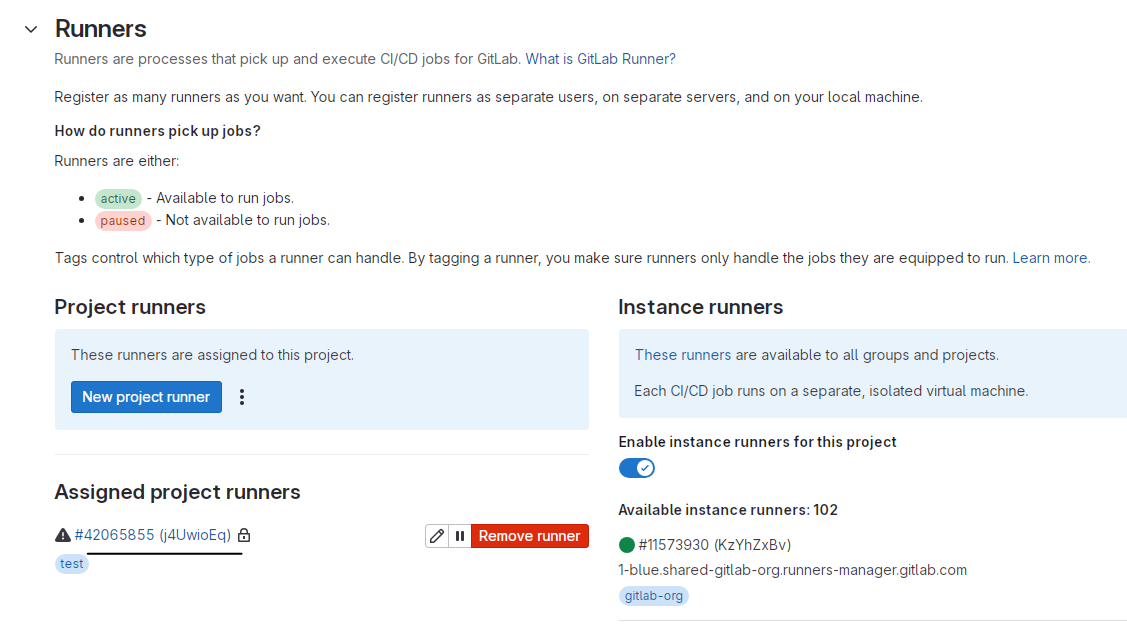 Runners
Runners are processes that pick up and execute CI/CD jobs for GitLab. What is GitLab Runner?
Register as many runners as you want. You can register runners as separate users, on separate servers, and on your local machine.
How do runners pick up jobs?
Runners are either:
active - Available to run jobs.
paused - Not available to run jobs.
Tags control which type of jobs a runner can handle. By tagging a runner, you make sure runners only handle the jobs they are equipped to run. Learn more.
Project runners
These runners are assigned to this project.
New project runner
Assigned project runners
#42065855 (j4UwioEq)
Remove runner
test
Instance runners
These runners are available to all groups and projects.
Each CI/CD job runs on a separate, isolated virtual machine.
Enable instance runners for this project
Available instance runners: 102
#11573930 (KzYhZxBv)
1-blue.shared-gitlab-org.runners-manager.gitlab.com
gitlab-org